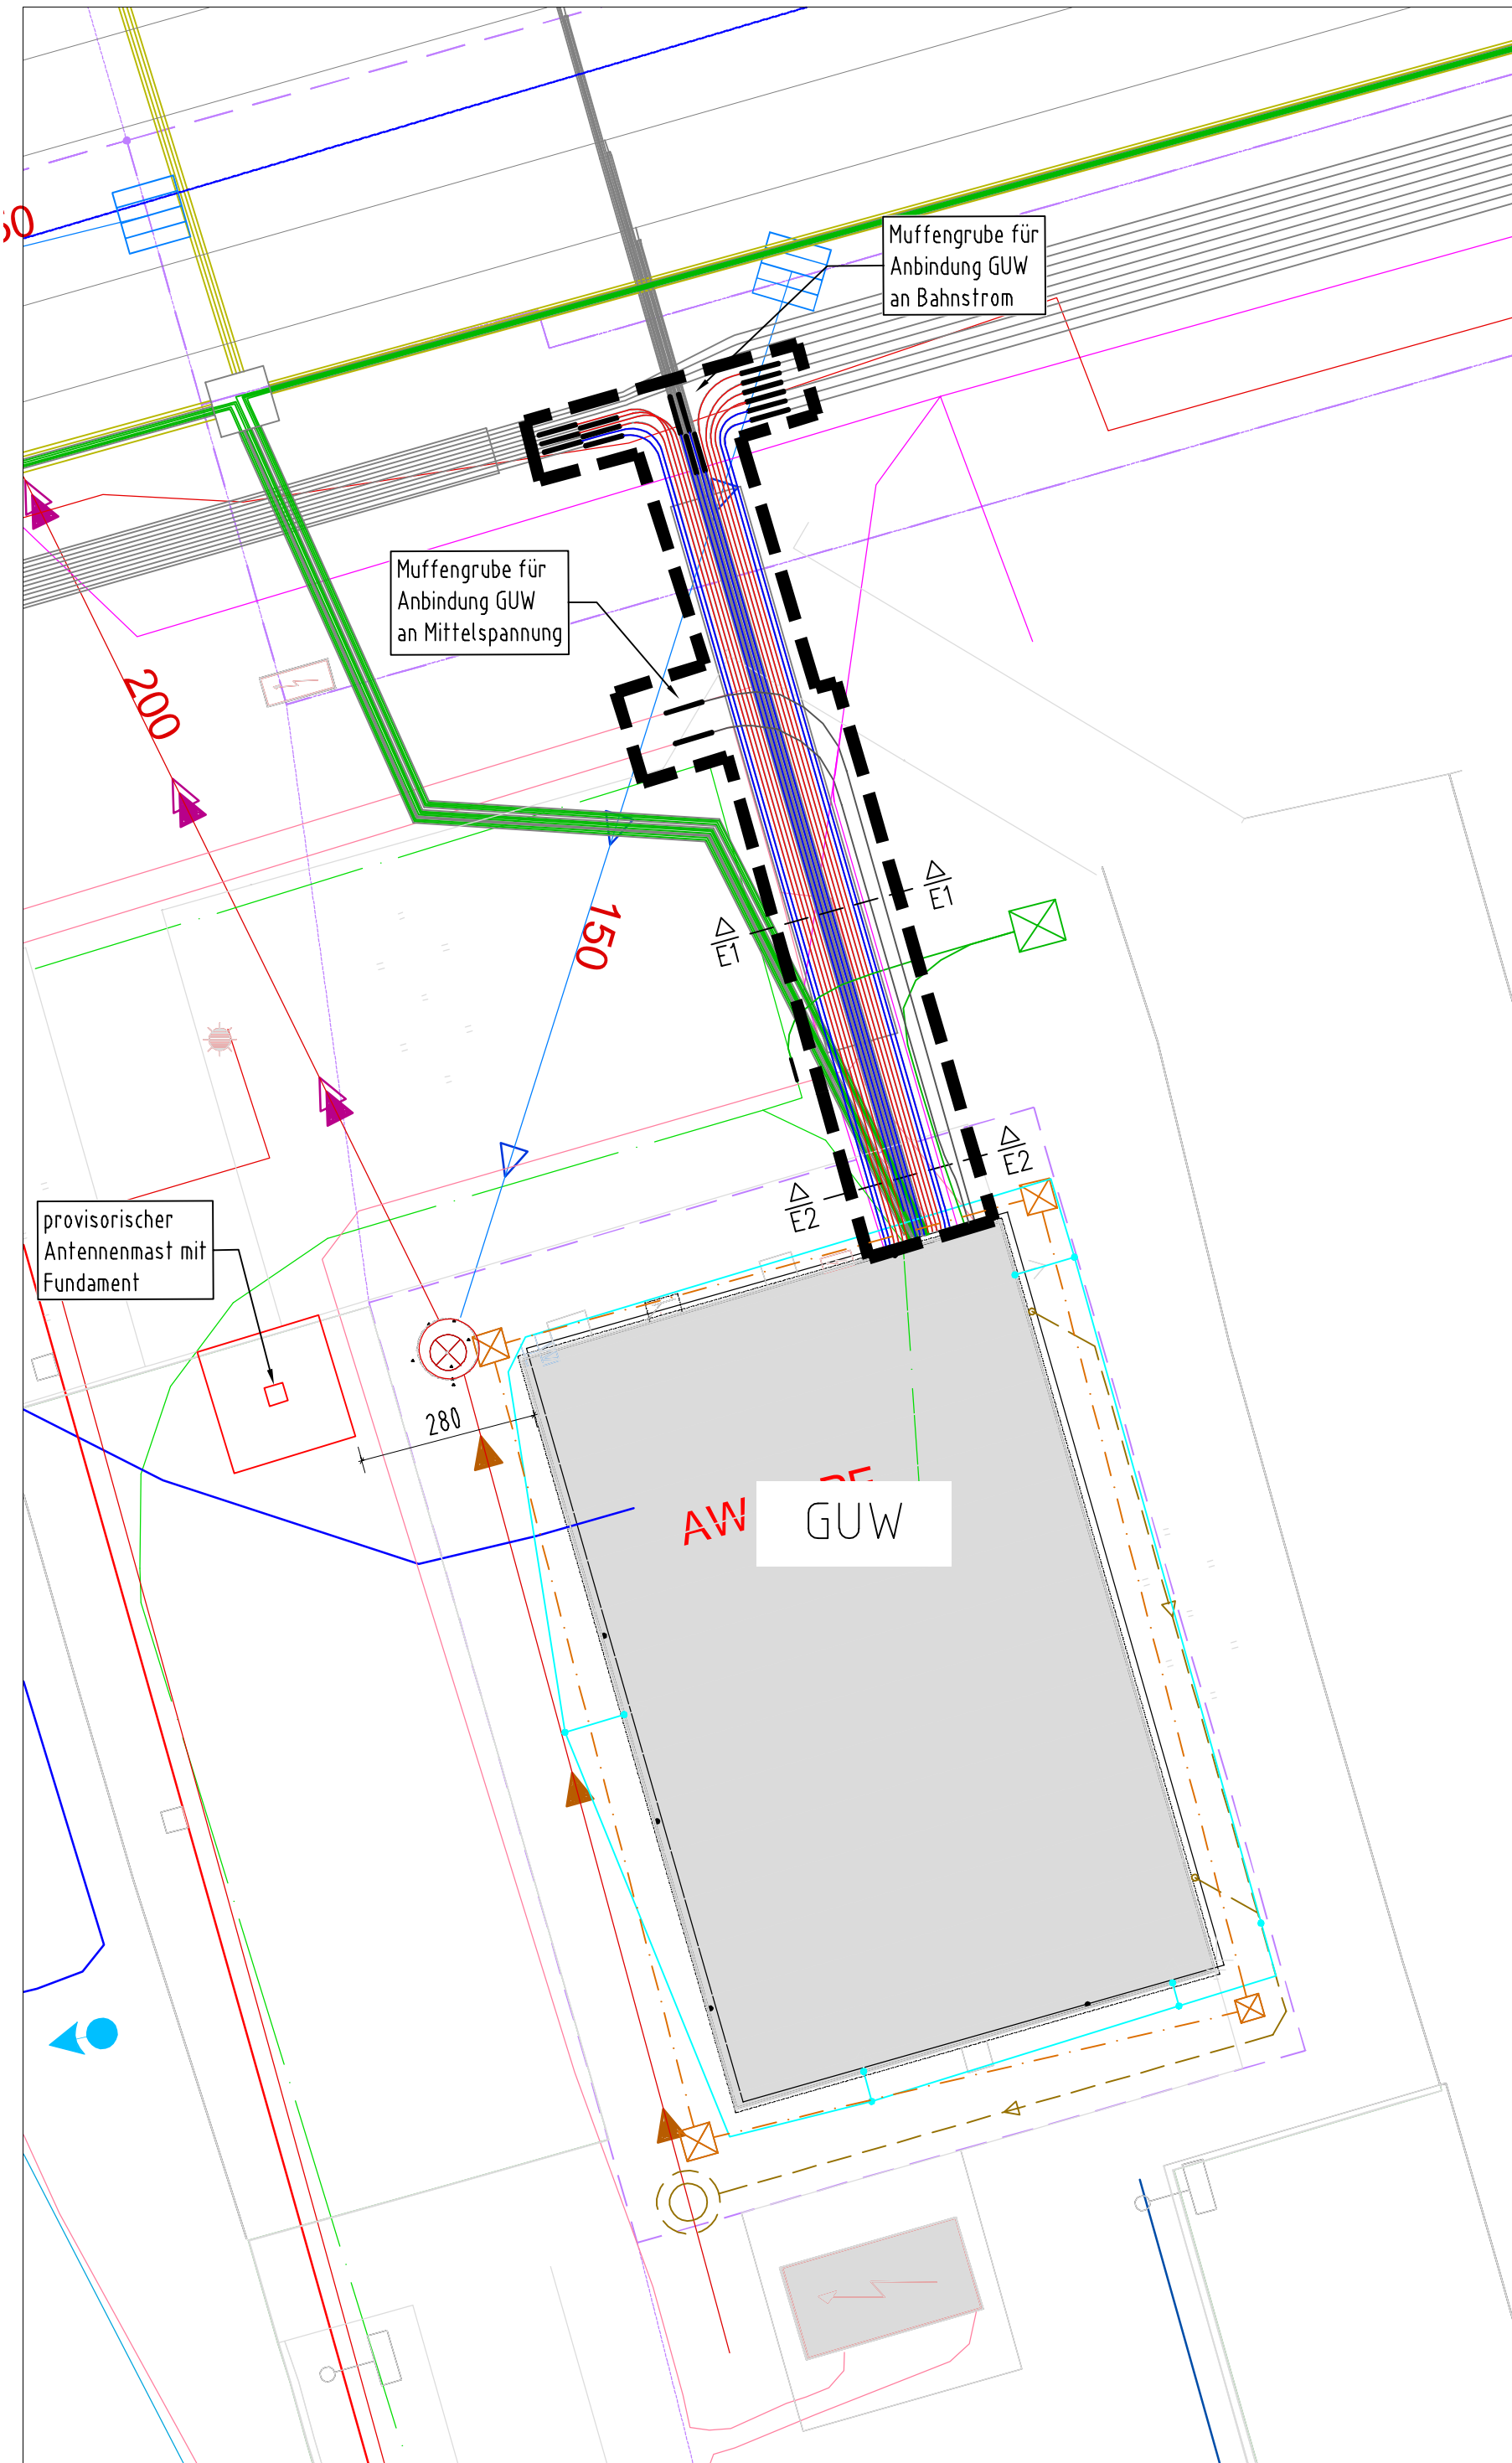 Muffengrube für
Anbindung GUW
an Bahnstrom
Muffengrube für
Anbindung GUW
an Mittelspannung
200
E1
150
E1
E2
E2
provisorischer
Antennenmast mit
Fundament
280
AW
GUW